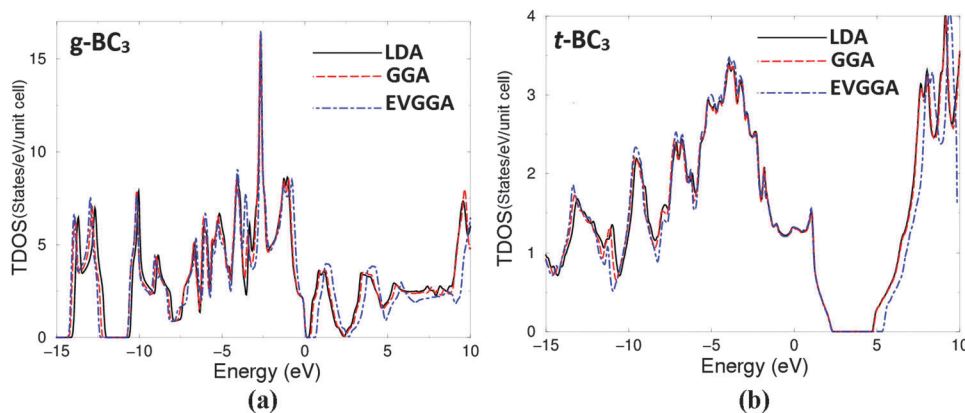 g-BC₃
LDA
GGA
EVGGA
TDOS(States/eV/unit cell)
15
10
5
0
−15
−10
−5
0
5
10
Energy (eV)
(a)
t-BC₃
LDA
GGA
EVGGA
TDOS(States/eV/unit cell)
4
3
2
1
0
−15
−10
−5
0
5
10
Energy (eV)
(b)